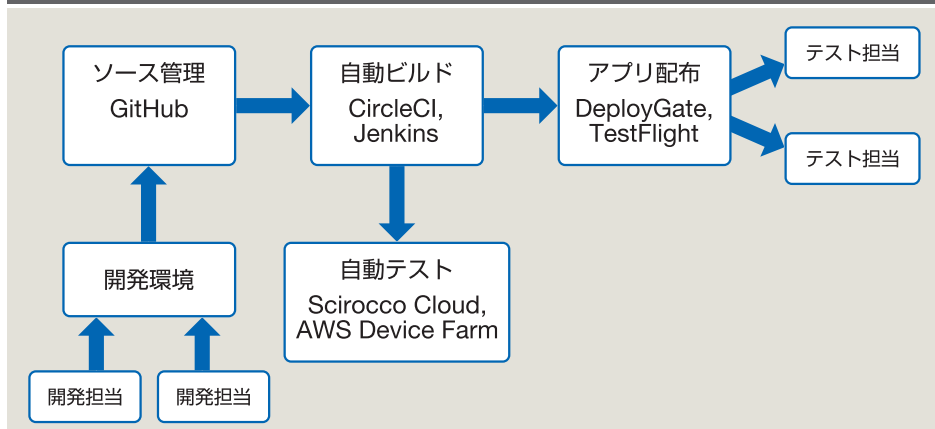 ソース管理
GitHub
自動ビルド
CircleCI,
Jenkins
アプリ配布
DeployGate,
TestFlight
テスト担当
テスト担当
開発環境
自動テスト
Scirocco Cloud,
AWS Device Farm
開発担当
開発担当